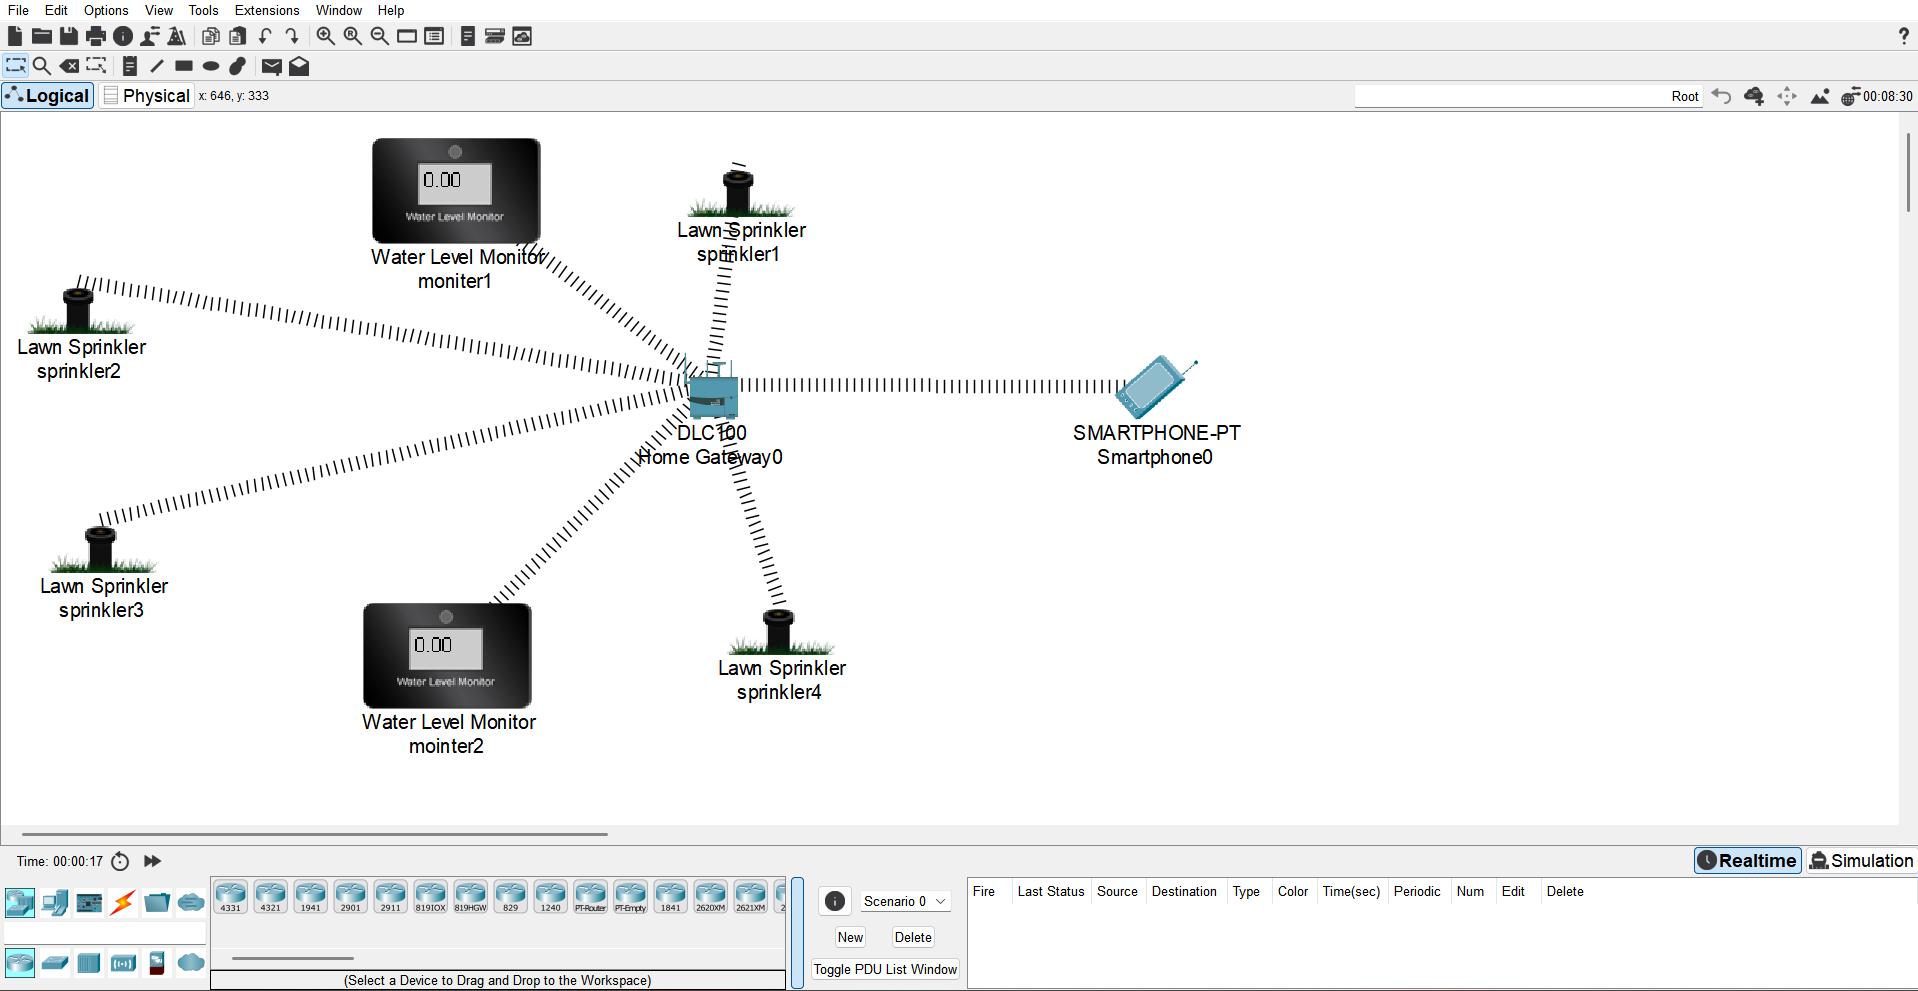 File Edit Options View Tools Extensions Window Help
?
Logical Physical x: 646, y: 333 Root 00:08:30
0.00
Water Level Monitor
Water Level Monitor
moniter1
Lawn Sprinkler
sprinkler1
Lawn Sprinkler
sprinkler2
DLC100
Home Gateway0
SMARTPHONE-PT
Smartphone0
Lawn Sprinkler
sprinkler3
0.00
Water Level Monitor
Water Level Monitor
mointer2
Lawn Sprinkler
sprinkler4
Time: 00:00:17 Realtime Simulation
4331 4321 1941 2901 2911 819IOX 819HGW 829 1240 PT-Router PT-Empty 1841 2620XM 2621XM 2
(Select a Device to Drag and Drop to the Workspace)
Scenario 0
New Delete
Toggle PDU List Window
Fire Last Status Source Destination Type Color Time(sec) Periodic Num Edit Delete